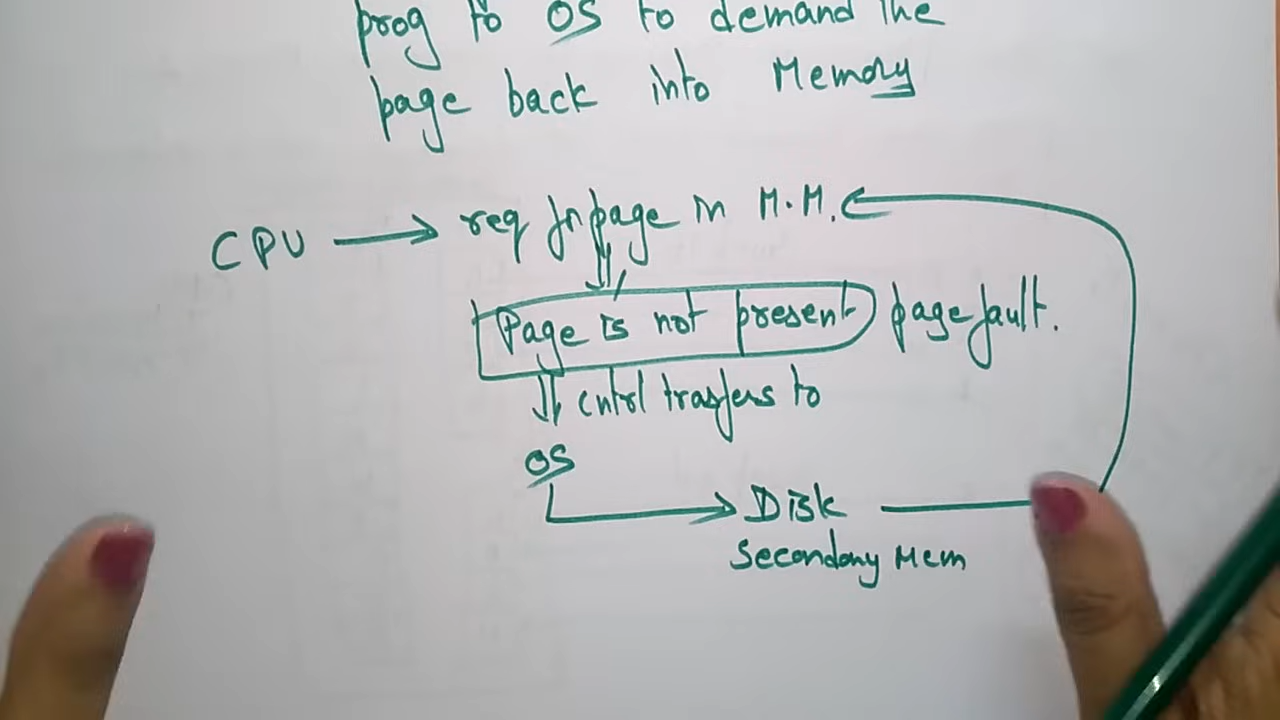 prog to OS to demand the
page back into Memory
CPU → req for page in M.M.
Page is not present page fault.
cntrl trasfers to
OS
Disk
Secondary Mem